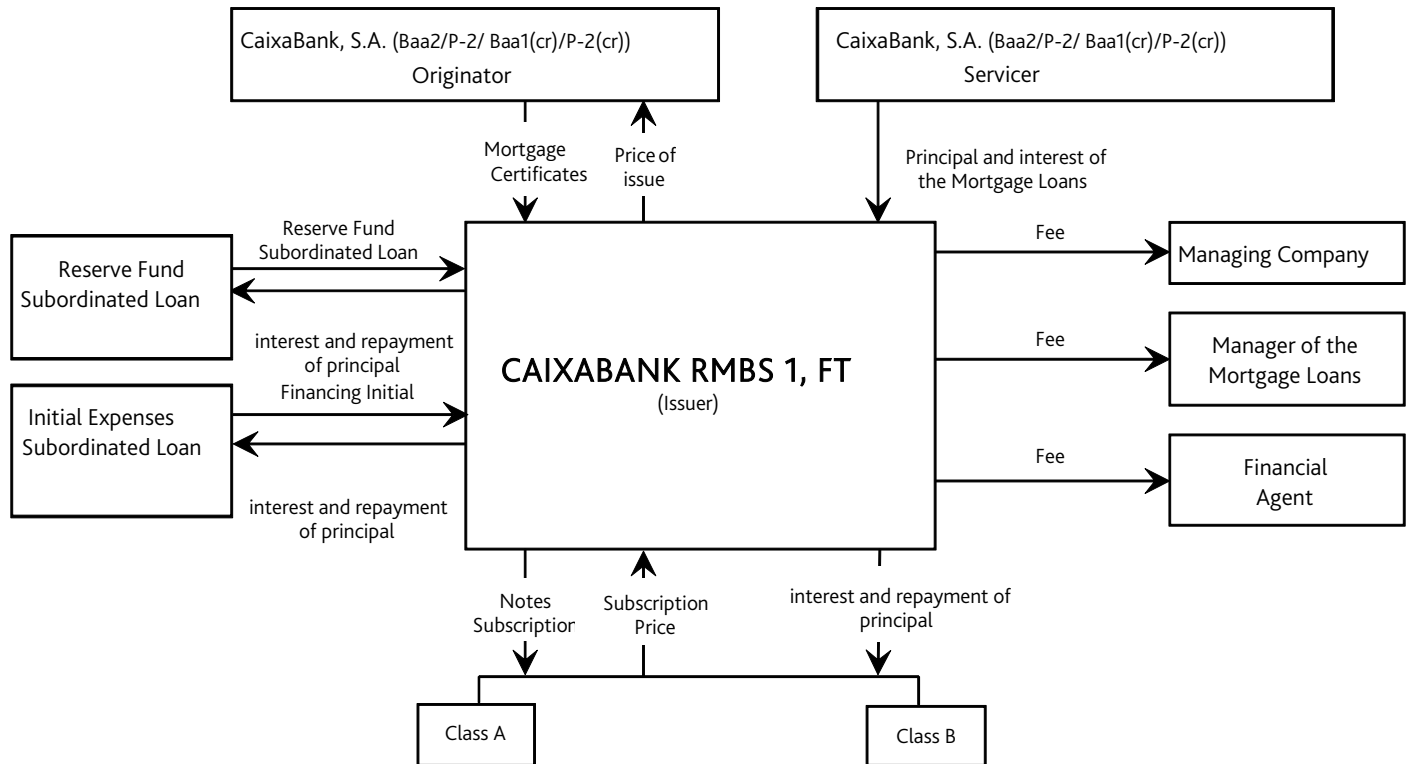 CaixaBank, S.A. (Baa2/P-2/ Baa1(cr)/P-2(cr))
Originator
CaixaBank, S.A. (Baa2/P-2/ Baa1(cr)/P-2(cr))
Servicer
Mortgage
Certificates
Price of
issue
Principal and interest of
the Mortgage Loans
Reserve Fund
Subordinated Loan
Reserve Fund
Subordinated Loan
interest and repayment
of principal
Financing Initial
Initial Expenses
Subordinated Loan
interest and repayment
of principal
CAIXABANK RMBS 1, FT
(Issuer)
Fee
Managing Company
Fee
Manager of the
Mortgage Loans
Fee
Financial
Agent
Notes
Subscription
Subscription
Price
interest and repayment of
principal
Class A
Class B